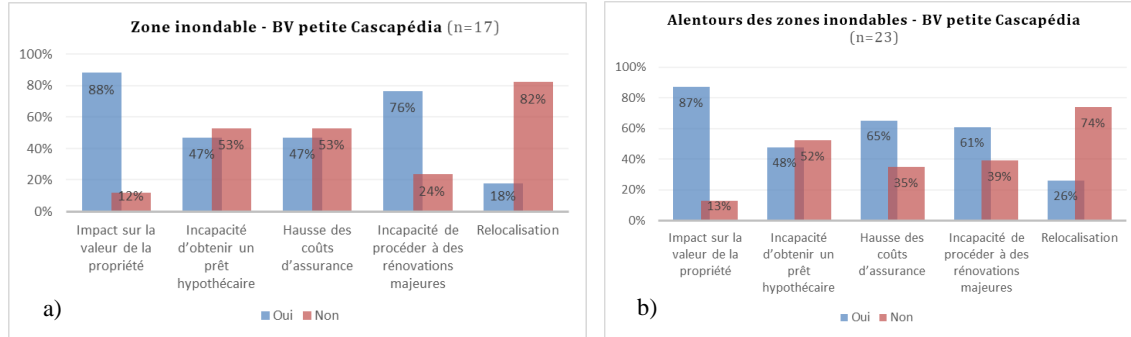 Zone inondable - BV petite Cascapédia (n=17)
100%
80%
60%
40%
20%
0%
88%
12%
47%
53%
47%
53%
76%
24%
18%
82%
Impact sur la
valeur de la
propriété
Incapacité
d'obtenir un
prêt
hypothécaire
Hausse des
coûts
d'assurance
Incapacité de
procéder à des
rénovations
majeures
Relocalisation
Oui Non
a)
Alentours des zones inondables - BV petite Cascapédia
(n=23)
100%
80%
60%
40%
20%
0%
87%
13%
48%
52%
65%
35%
61%
39%
26%
74%
Impact sur la
valeur de la
propriété
Incapacité
d'obtenir un
prêt
hypothécaire
Hausse des
coûts
d'assurance
Incapacité de
procéder à des
rénovations
majeures
Relocalisation
Oui Non
b)